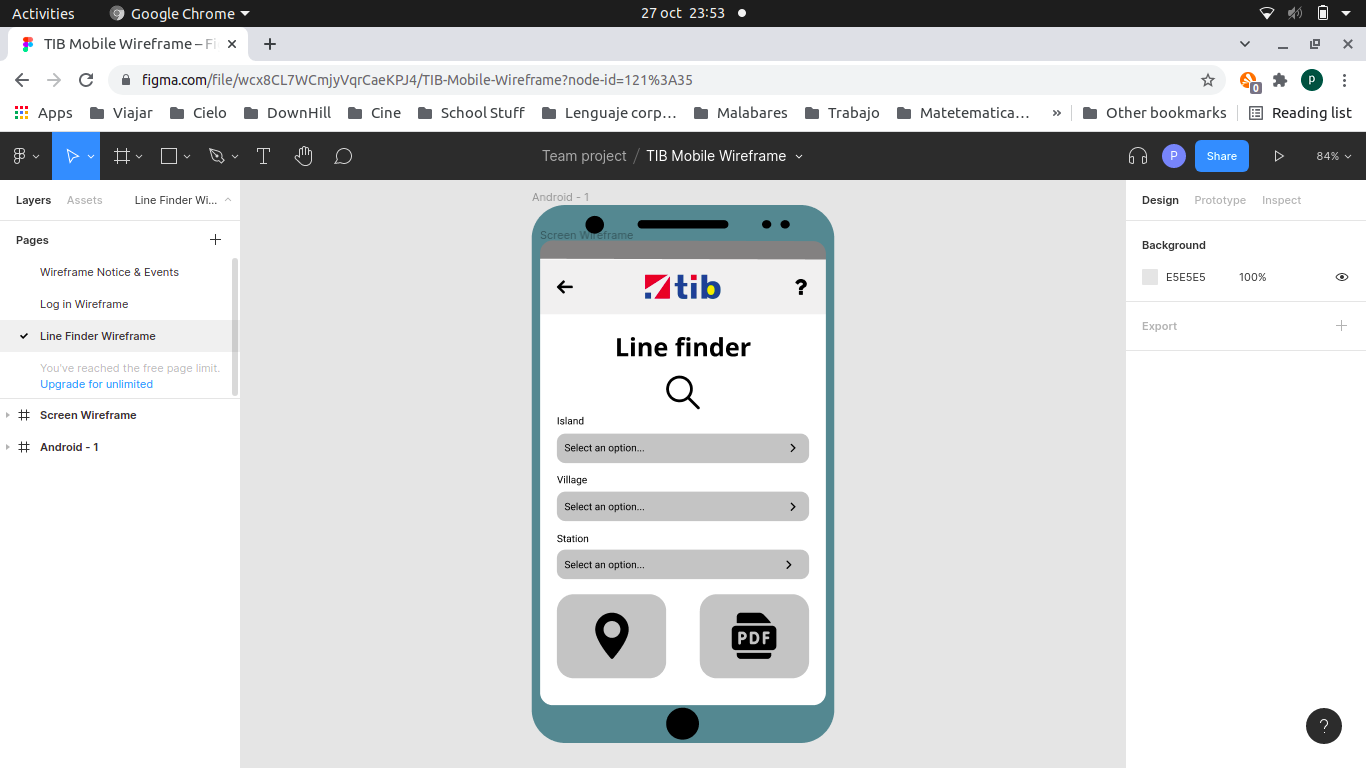 Activities
Google Chrome
27 oct 23:53
TIB Mobile Wireframe – Fi
figma.com/file/wcx8CL7WCmjyVqrCaeKPJ4/TIB-Mobile-Wireframe?node-id=121%3A35
0
P
Apps
Viajar
Cielo
DownHill
Cine
School Stuff
Lenguaje corp…
Malabares
Trabajo
Matetematica…
»
Other bookmarks
Reading list
Team project / TIB Mobile Wireframe
P
Share
84%
Layers
Assets
Line Finder Wi...
Pages
Wireframe Notice & Events
Log in Wireframe
Line Finder Wireframe
You've reached the free page limit.
Upgrade for unlimited
Screen Wireframe
Android - 1
Android - 1
Screen Wireframe
tib
?
Line finder
Island
Select an option...
Village
Select an option...
Station
Select an option...
PDF
Design
Prototype
Inspect
Background
E5E5E5
100%
Export
?